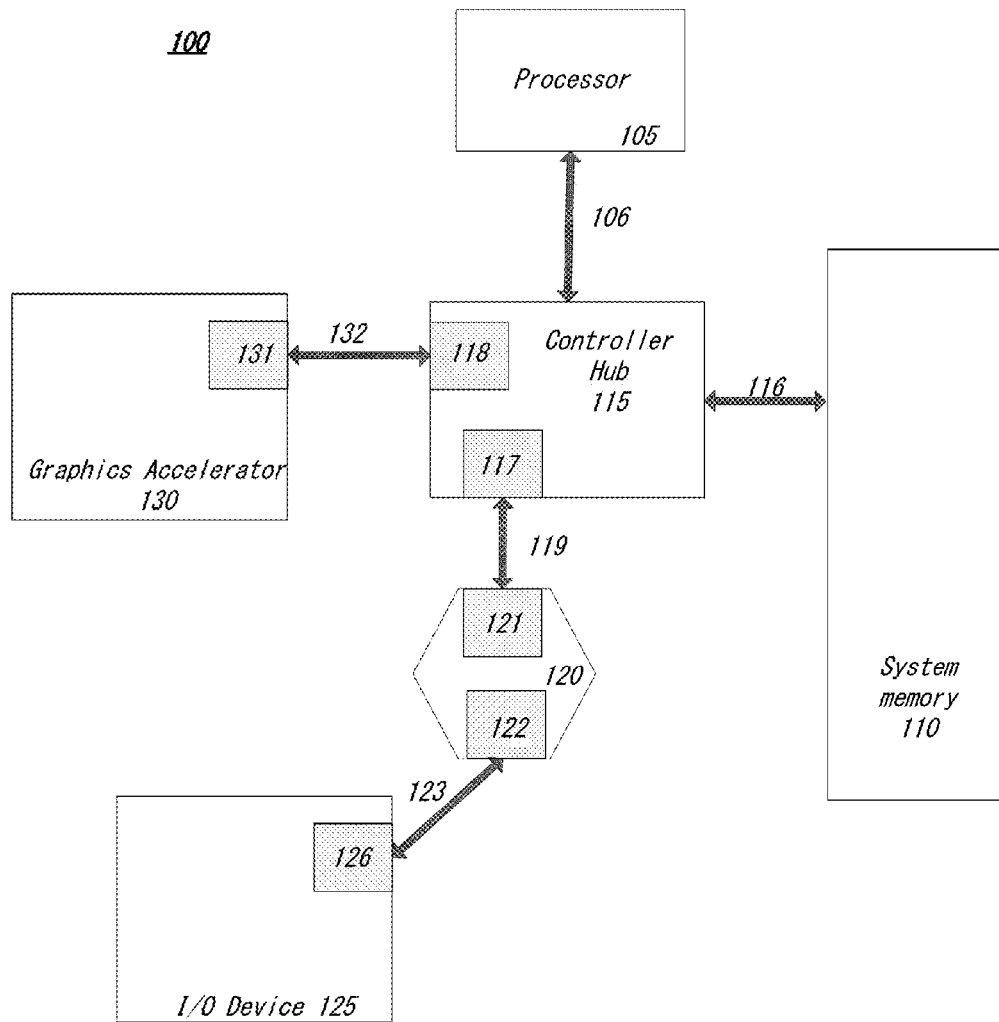 100
Processor
105
106
131
132
118
Controller
Hub
115
116
Graphics Accelerator
130
117
119
121
120
122
System
memory
110
123
126
I/O Device 125